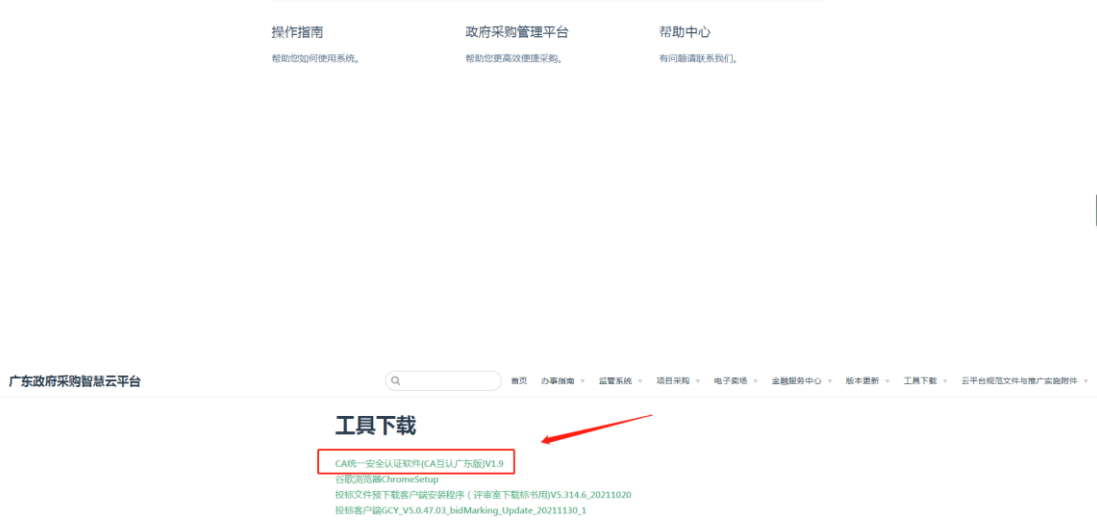 操作指南 政府采购管理平台 帮助中心
帮助您如何使用系统。 帮助您更高效便捷采购。 有问题请联系我们。
广东政府采购智慧云平台 首页 办事指南 监管系统 项目采购 电子卖场 金融服务中心 版本更新 工具下载 云平台规范文件与推广实施附件
工具下载
CA统一安全认证软件(CA互认广东版)V1.9
谷歌浏览器ChromeSetup
投标文件预下载客户端安装程序（评审室下载标书用)V5.314.6_20211020
投标客户端GCY_V5.0.47.03_bidMarking_Update_20211130_1